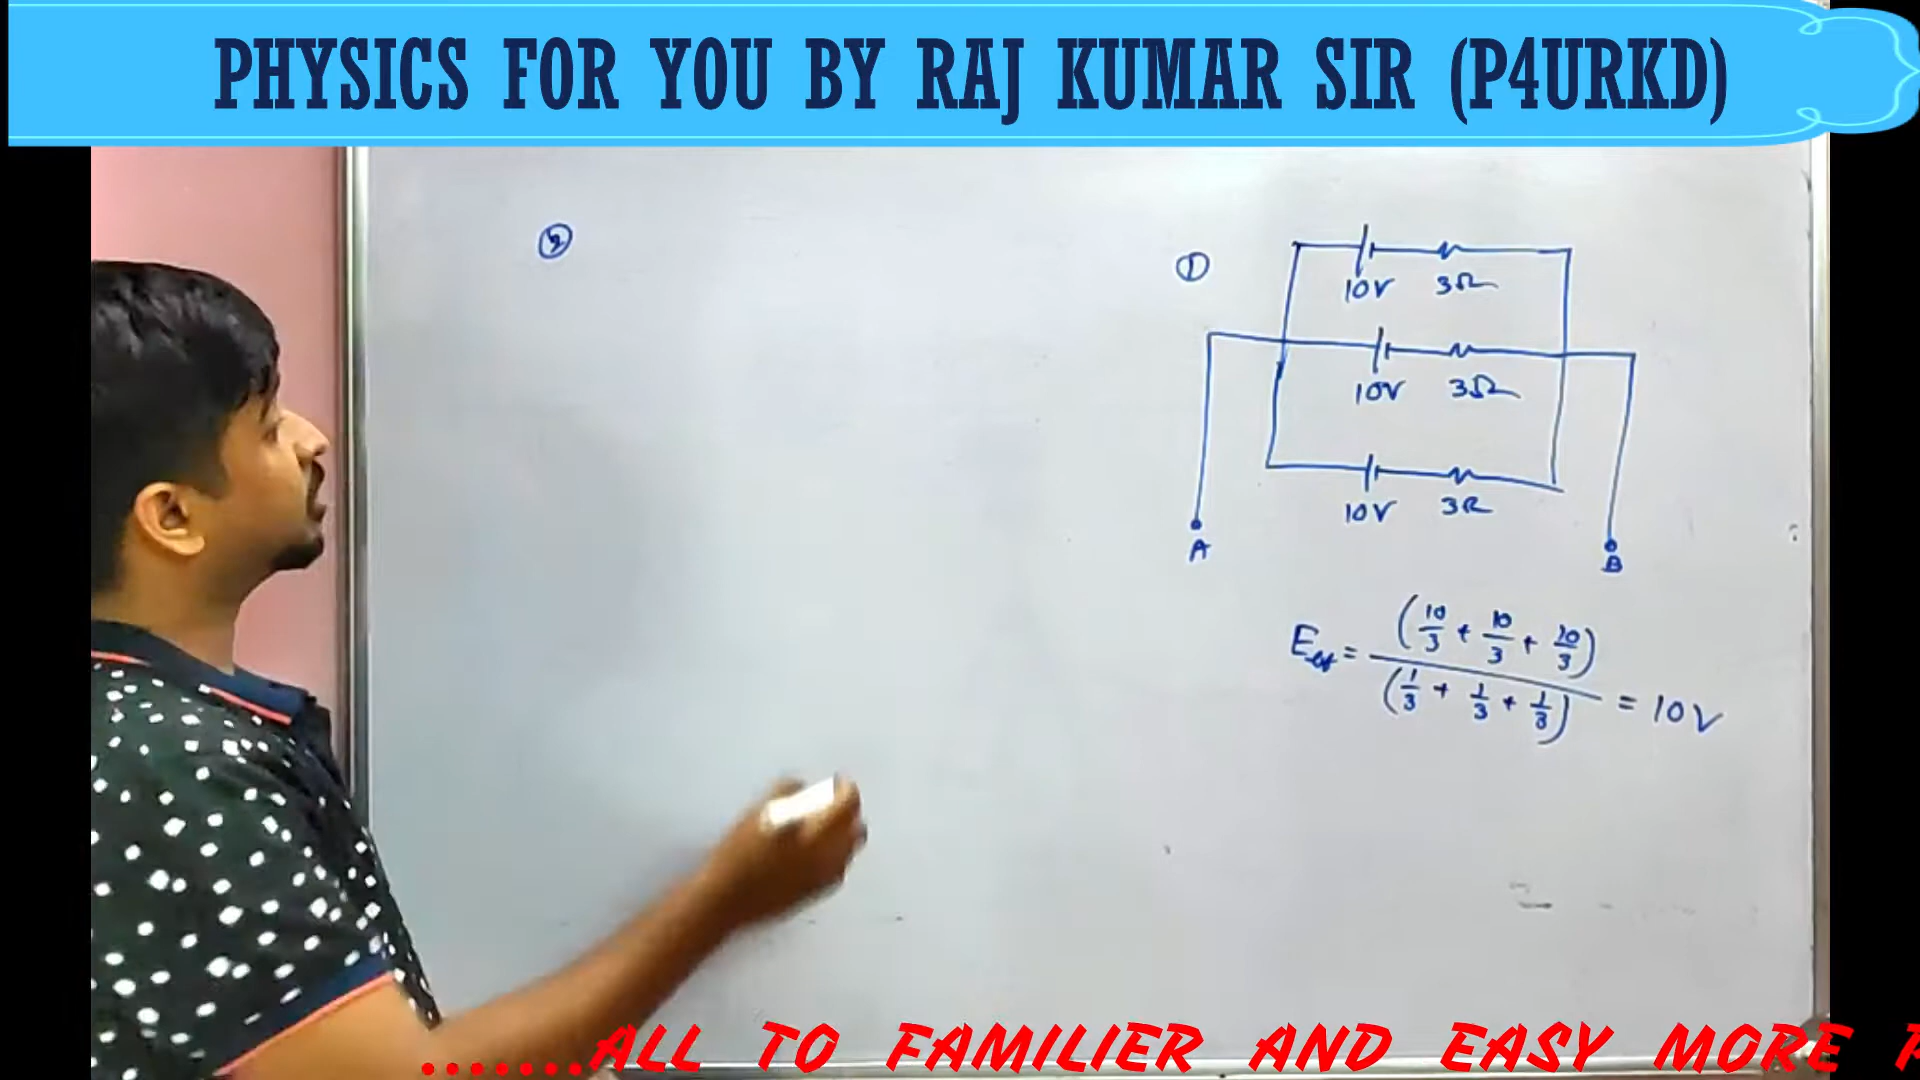 PHYSICS FOR YOU BY RAJ KUMAR SIR (P4URKD)
②
①
10V 3Ω
10V 3Ω
10V 3Ω
A
B
(10/3 + 10/3 + 10/3)
(1/3 + 1/3 + 1/3) = 10V
.......ALL TO FAMILIER AND EASY MORE